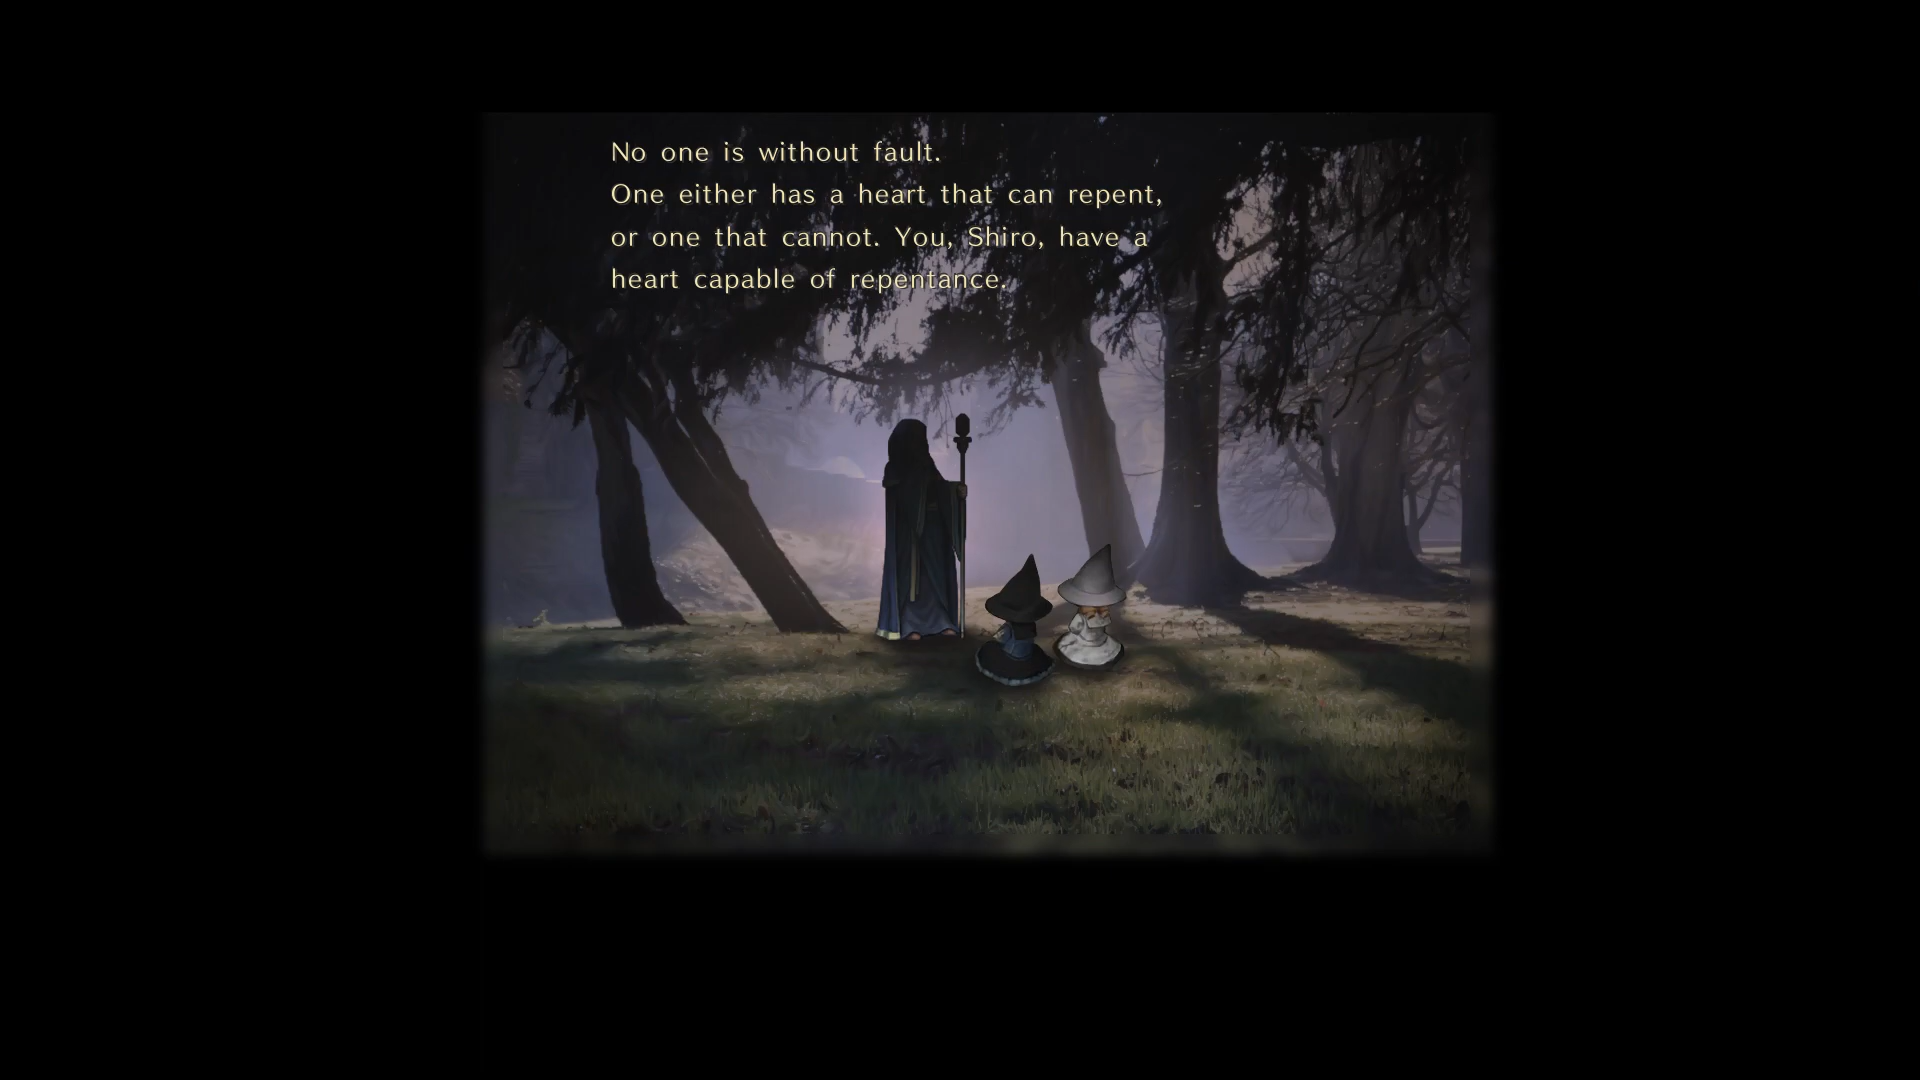 No one is without fault.
One either has a heart that can repent,
or one that cannot. You, Shiro, have a
heart capable of repentance.